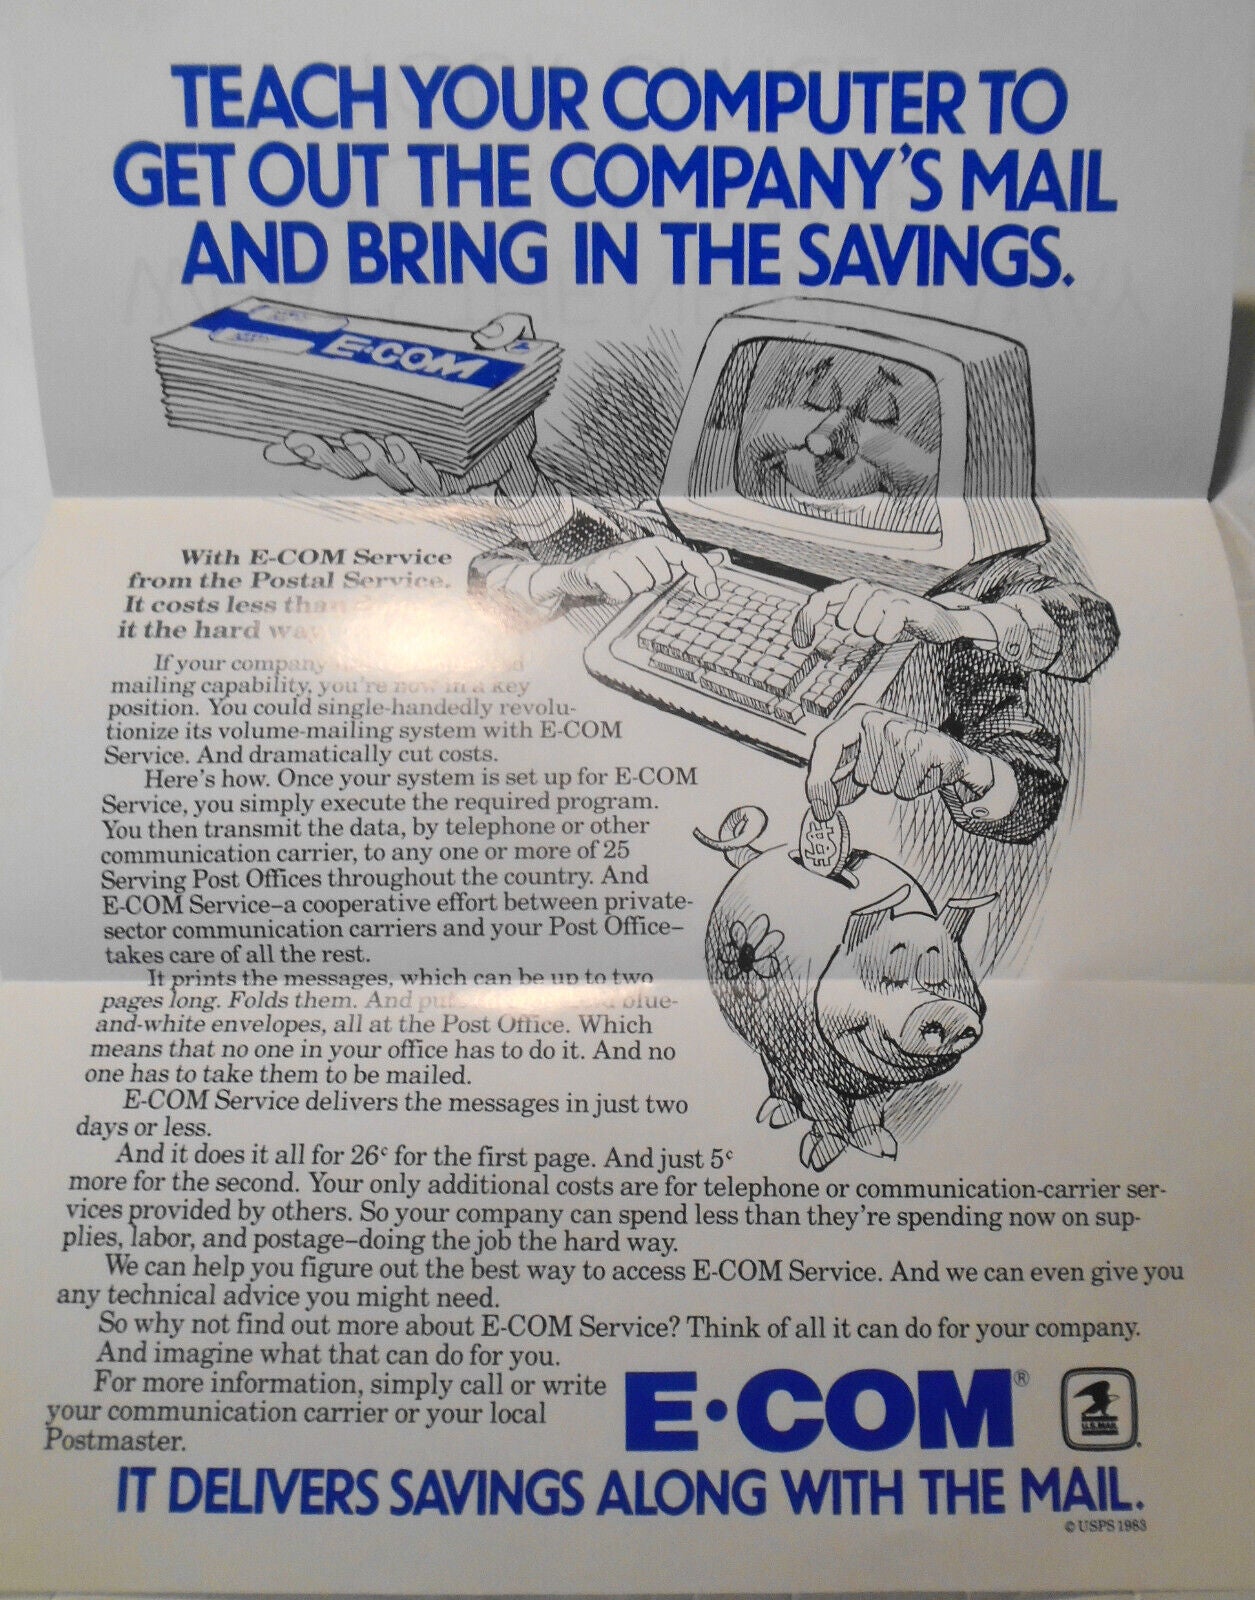 TEACH YOUR COMPUTER TO
GET OUT THE COMPANY'S MAIL
AND BRING IN THE SAVINGS.
E-COM
With E-COM Service
from the Postal Service.
It costs less than
it the hard way
If your company
mailing capability, you're now in a key
position. You could single-handedly revolu-
tionize its volume-mailing system with E-COM
Service. And dramatically cut costs.
Here's how. Once your system is set up for E-COM
Service, you simply execute the required program.
You then transmit the data, by telephone or other
communication carrier, to any one or more of 25
Serving Post Offices throughout the country. And
E-COM Service–a cooperative effort between private-
sector communication carriers and your Post Office–
takes care of all the rest.
It prints the messages, which can be up to two
pages long. Folds them. And blue-
and-white envelopes, all at the Post Office. Which
means that no one in your office has to do it. And no
one has to take them to be mailed.
E-COM Service delivers the messages in just two
days or less.
And it does it all for 26¢ for the first page. And just 5¢
more for the second. Your only additional costs are for telephone or communication-carrier ser-
vices provided by others. So your company can spend less than they're spending now on sup-
plies, labor, and postage–doing the job the hard way.
We can help you figure out the best way to access E-COM Service. And we can even give you
any technical advice you might need.
So why not find out more about E-COM Service? Think of all it can do for your company.
And imagine what that can do for you.
For more information, simply call or write
your communication carrier or your local
Postmaster.
E•COM®
U.S. MAIL
IT DELIVERS SAVINGS ALONG WITH THE MAIL.
© USPS 1983